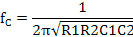 f_C = 1 / (2π√(R1R2C1C2))